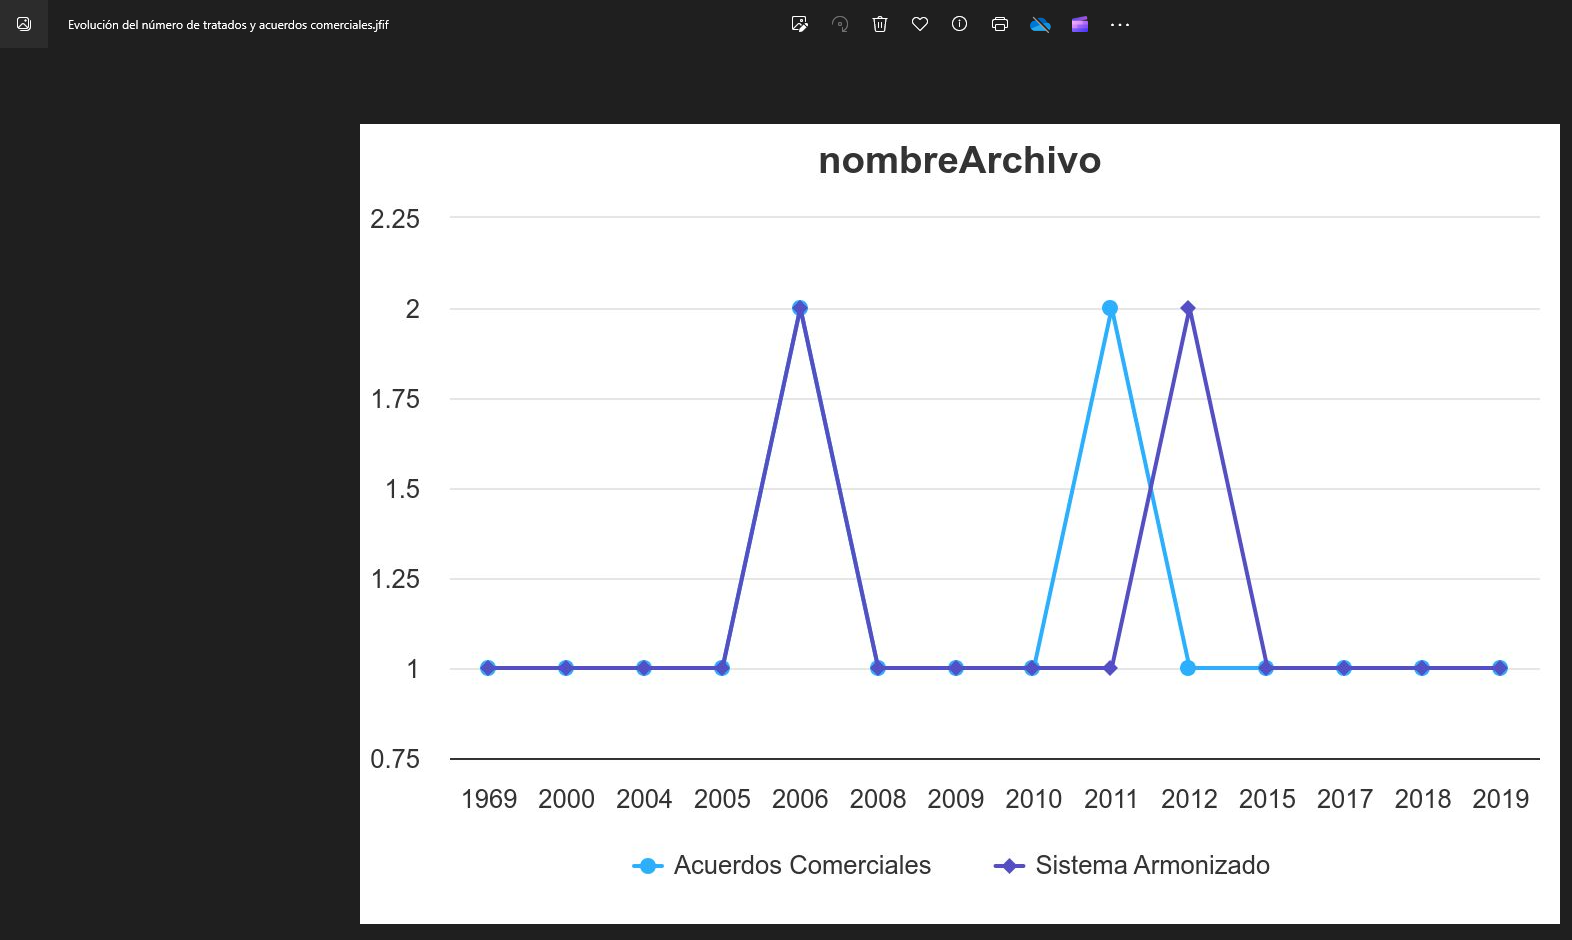 Evolución del número de tratados y acuerdos comerciales.jfif
nombreArchivo
2.25
2
1.75
1.5
1.25
1
0.75
1969 2000 2004 2005 2006 2008 2009 2010 2011 2012 2015 2017 2018 2019
Acuerdos Comerciales Sistema Armonizado